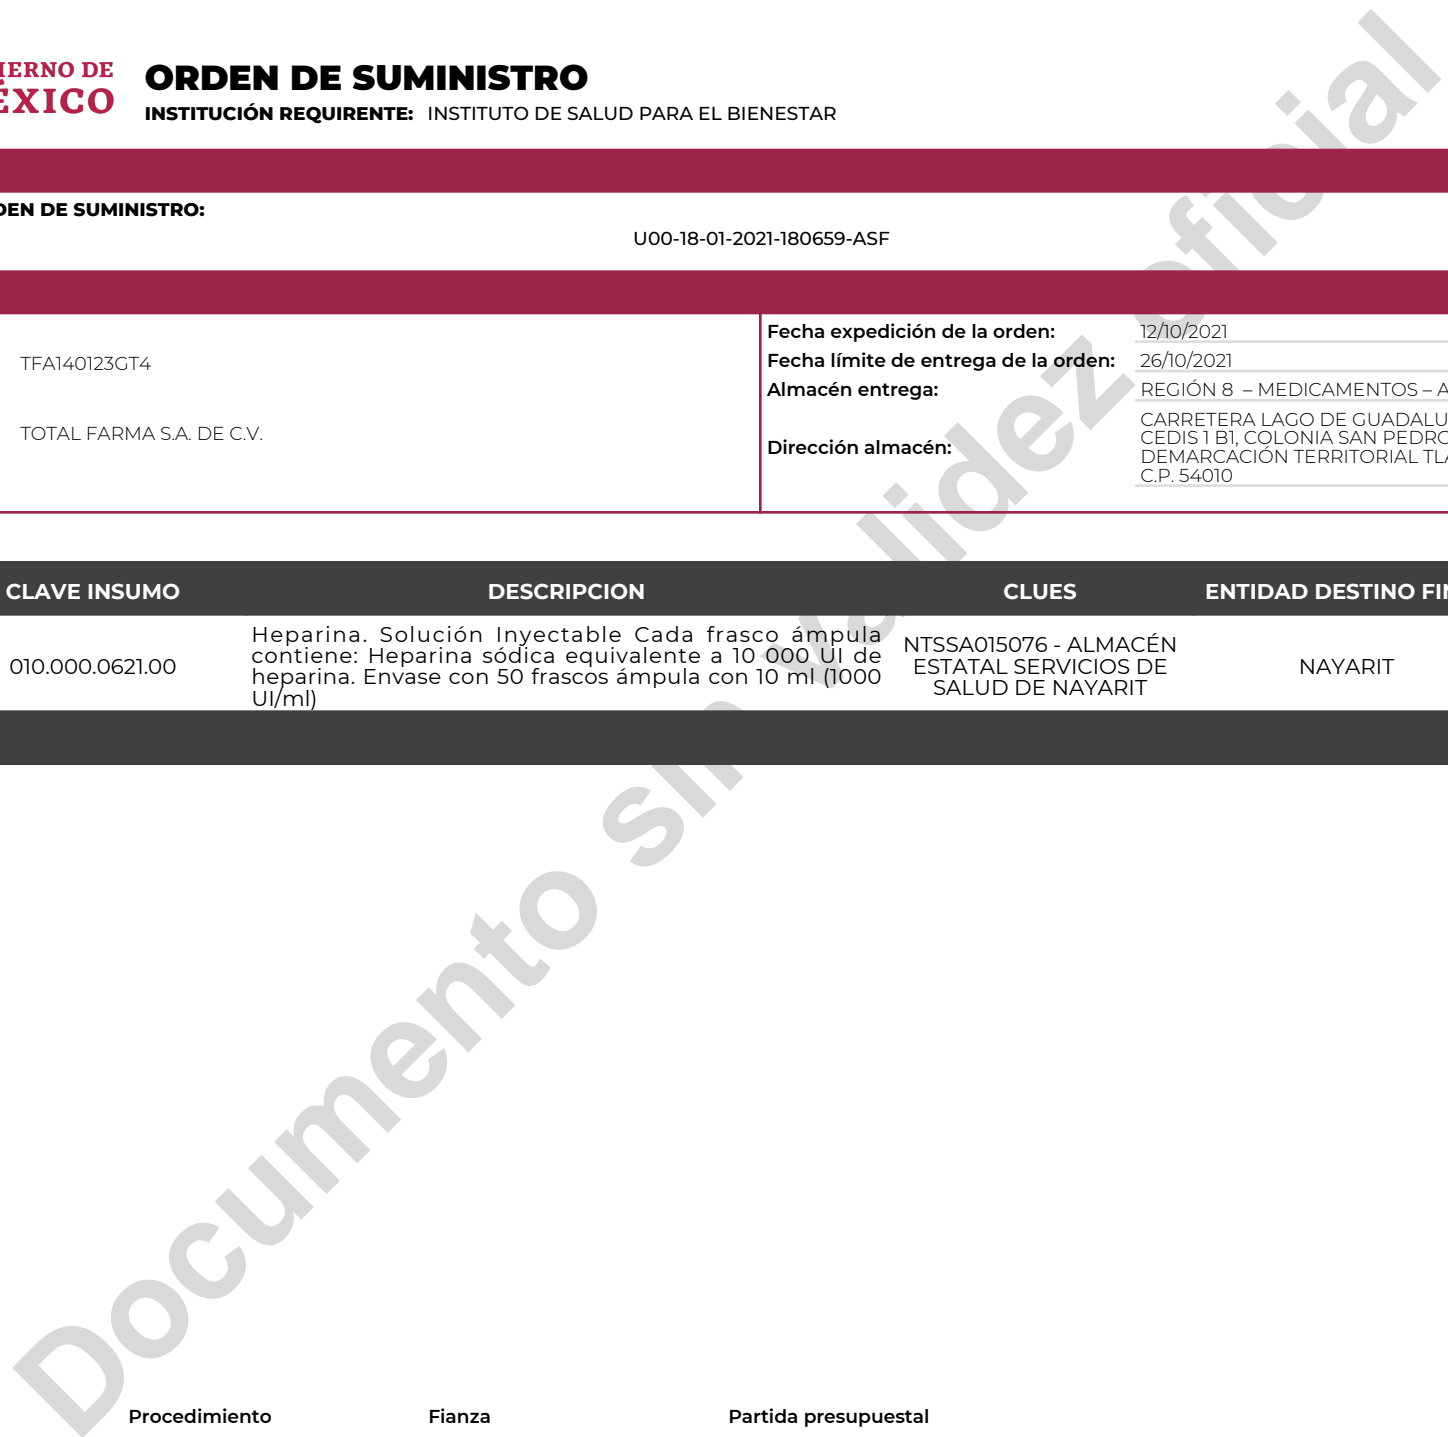 IERNO DE
ÉXICO
ORDEN DE SUMINISTRO
INSTITUCIÓN REQUIRENTE: INSTITUTO DE SALUD PARA EL BIENESTAR
DEN DE SUMINISTRO:
U00-18-01-2021-180659-ASF
TFA140123GT4
TOTAL FARMA S.A. DE C.V.
Fecha expedición de la orden: 12/10/2021
Fecha límite de entrega de la orden: 26/10/2021
Almacén entrega: REGIÓN 8 – MEDICAMENTOS – A
Dirección almacén:
CARRETERA LAGO DE GUADALU
CEDIS 1 B1, COLONIA SAN PEDRO
DEMARCACIÓN TERRITORIAL TLA
C.P. 54010
CLAVE INSUMO DESCRIPCION CLUES ENTIDAD DESTINO FIN
010.000.0621.00
Heparina. Solución Inyectable Cada frasco ámpula
contiene: Heparina sódica equivalente a 10 000 UI de
heparina. Envase con 50 frascos ámpula con 10 ml (1000
UI/ml)
NTSSA015076 - ALMACÉN
ESTATAL SERVICIOS DE
SALUD DE NAYARIT
NAYARIT
Documento sin validez oficial
Procedimiento Fianza Partida presupuestal